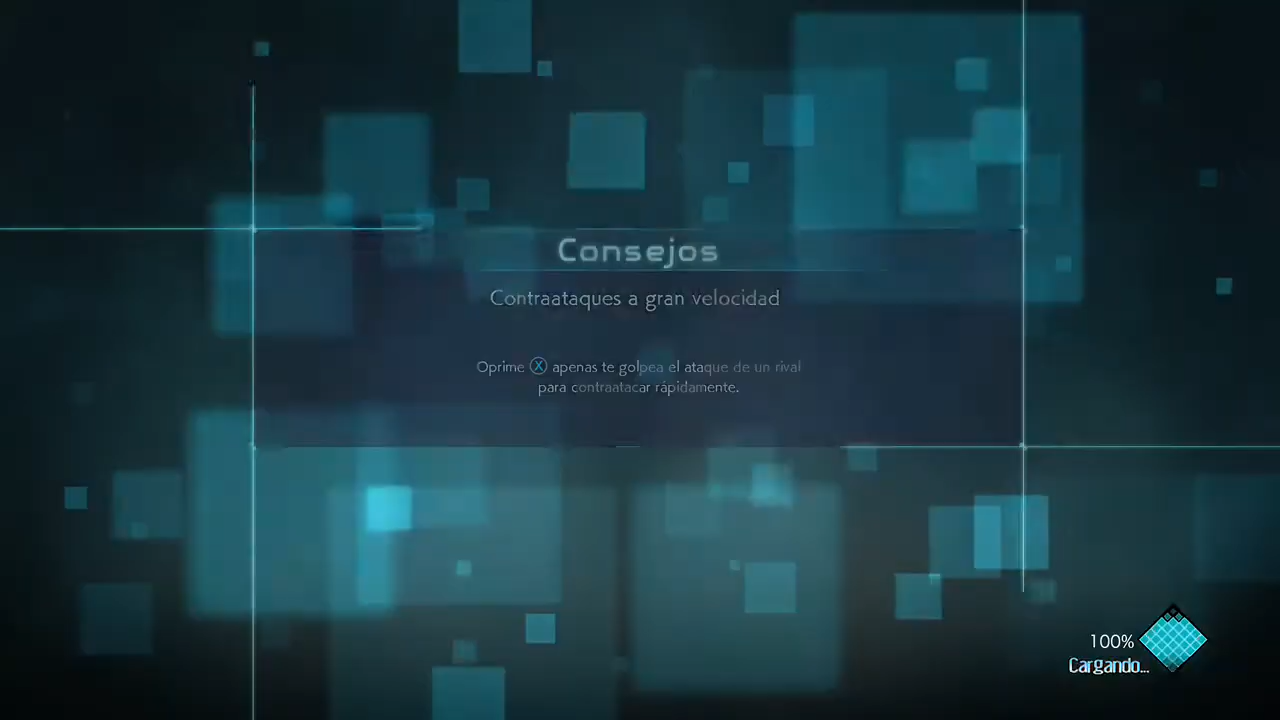 Consejos
Contraataques a gran velocidad
Oprime Ⓧ apenas te golpea el ataque de un rival
para contraatacar rápidamente.
100%
Cargando...